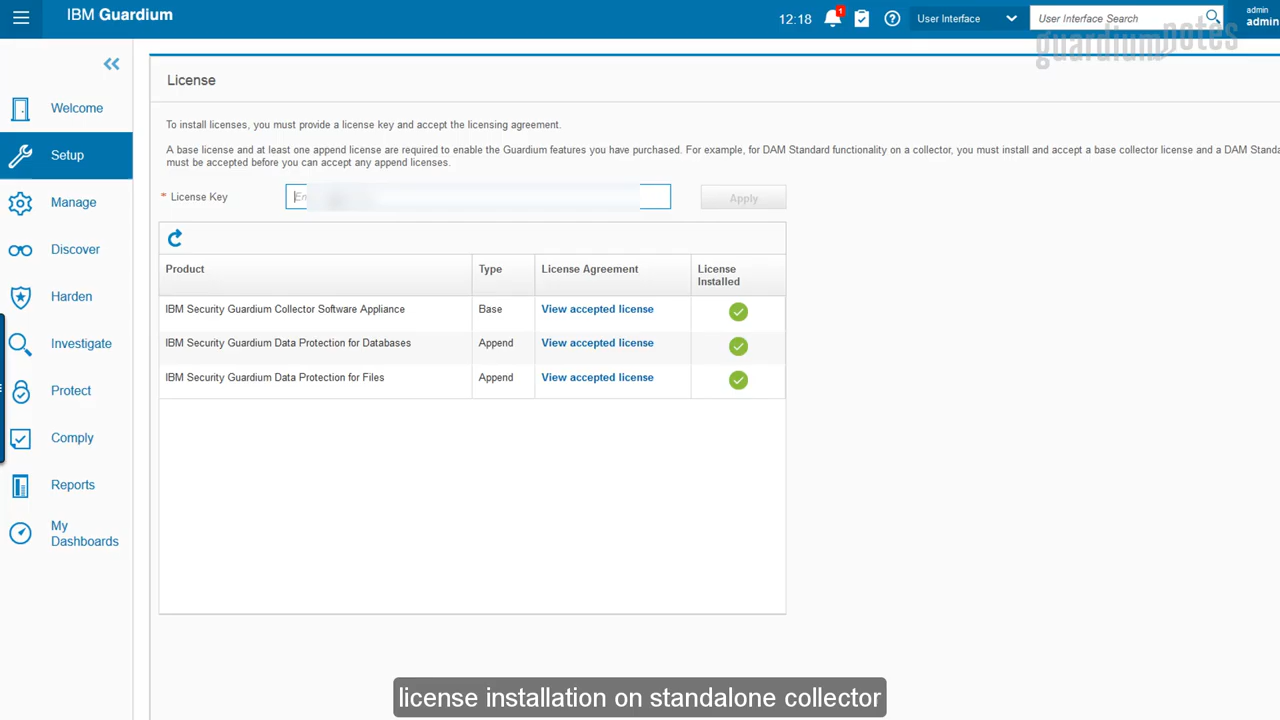 IBM Guardium
12:18
1
User Interface
User Interface Search
admin
admin
guardiumnotes
License
Welcome
Setup
Manage
Discover
Harden
Investigate
Protect
Comply
Reports
My
Dashboards
To install licenses, you must provide a license key and accept the licensing agreement.
A base license and at least one append license are required to enable the Guardium features you have purchased. For example, for DAM Standard functionality on a collector, you must install and accept a base collector license and a DAM Standa
must be accepted before you can accept any append licenses.
* License Key
En
Apply
Product Type License Agreement License
Installed
IBM Security Guardium Collector Software Appliance Base View accepted license
IBM Security Guardium Data Protection for Databases Append View accepted license
IBM Security Guardium Data Protection for Files Append View accepted license
license installation on standalone collector